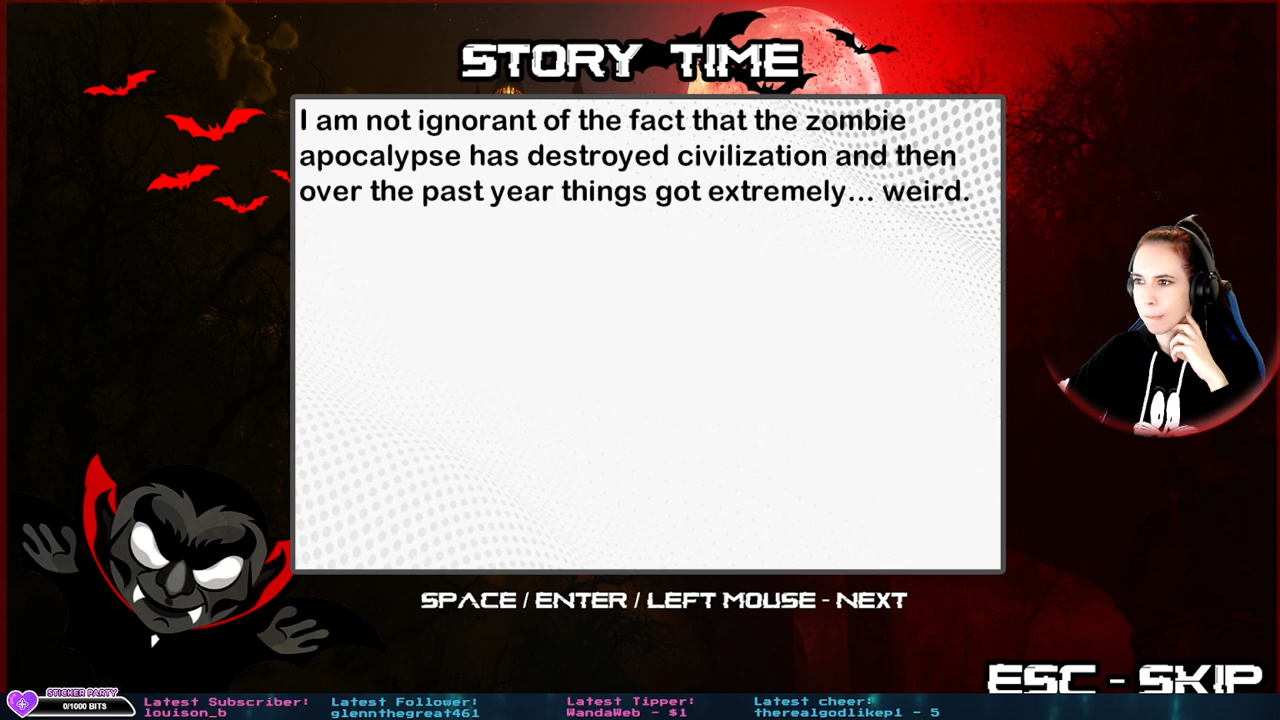 STORY TIME
I am not ignorant of the fact that the zombie
apocalypse has destroyed civilization and then
over the past year things got extremely... weird.
SPACE / ENTER / LEFT MOUSE - NEXT
ESC - SKIP
STICKER PARTY
0/1000 BITS
Latest Subscriber:
louison_b
Latest Follower:
glennthegreat461
Latest Tipper:
WandaWeb - $1
Latest cheer:
therealgodlikep1 - 5